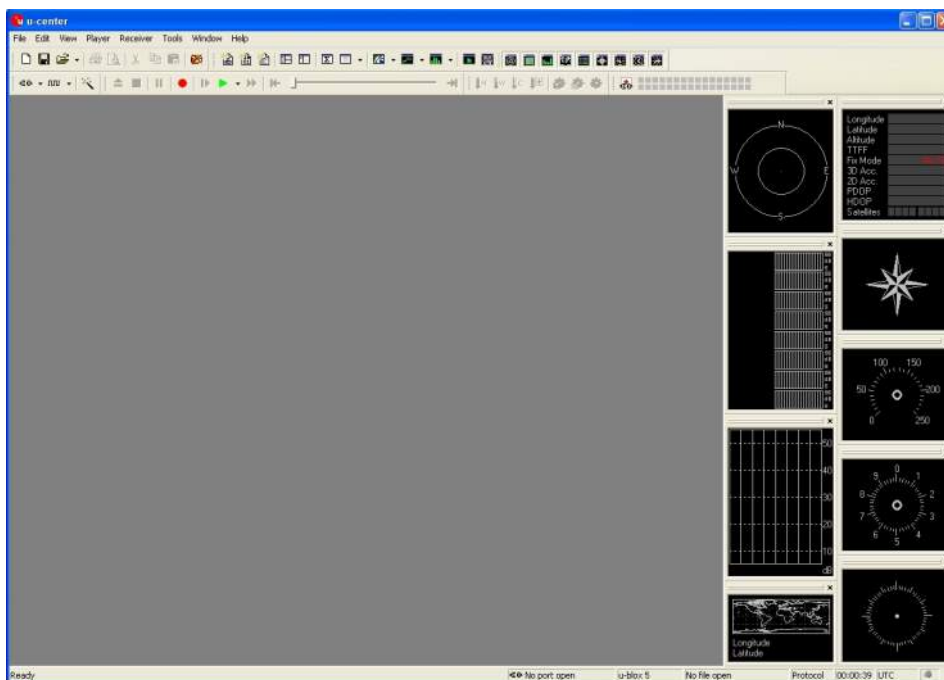 u-center
File Edit View Player Receiver Tools Window Help
N
W E
S
Longitude
Latitude
Altitude
TTFF
Fix Mode
3D Acc.
2D Acc.
PDOP
HDOP
Satellites
100 150
50 200
0 250
50
40
30
20
10
dB
0
9 1
8 2
7 3
6 4
5
Longitude
Latitude
Ready No port open u-blox 5 No file open Protocol 00:00:39 UTC